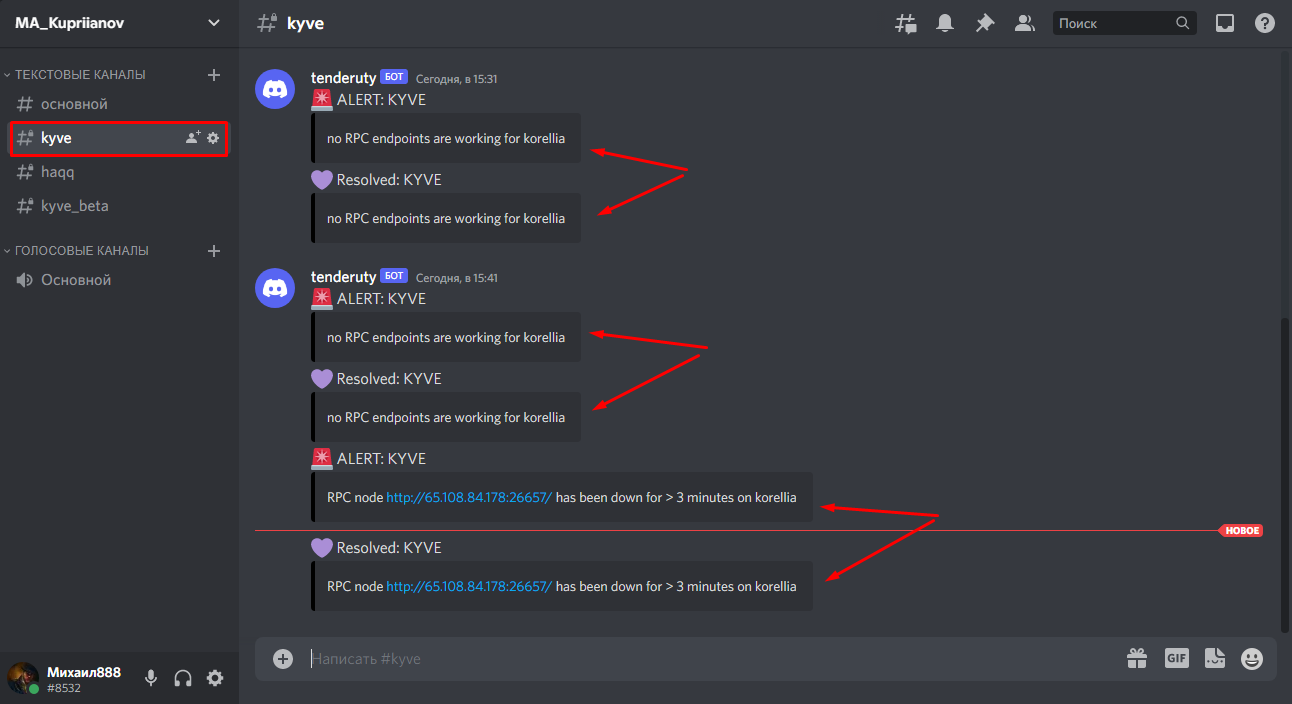 MA_Kupriianov
kyve
Поиск
ТЕКСТОВЫЕ КАНАЛЫ
основной
kyve
haqq
kyve_beta
ГОЛОСОВЫЕ КАНАЛЫ
Основной
tenderuty БОТ Сегодня, в 15:31
ALERT: KYVE
no RPC endpoints are working for korellia
Resolved: KYVE
no RPC endpoints are working for korellia
tenderuty БОТ Сегодня, в 15:41
ALERT: KYVE
no RPC endpoints are working for korellia
Resolved: KYVE
no RPC endpoints are working for korellia
ALERT: KYVE
RPC node http://65.108.84.178:26657/ has been down for > 3 minutes on korellia
НОВОЕ
Resolved: KYVE
RPC node http://65.108.84.178:26657/ has been down for > 3 minutes on korellia
Написать #kyve
GIF
Михаил888
#8532